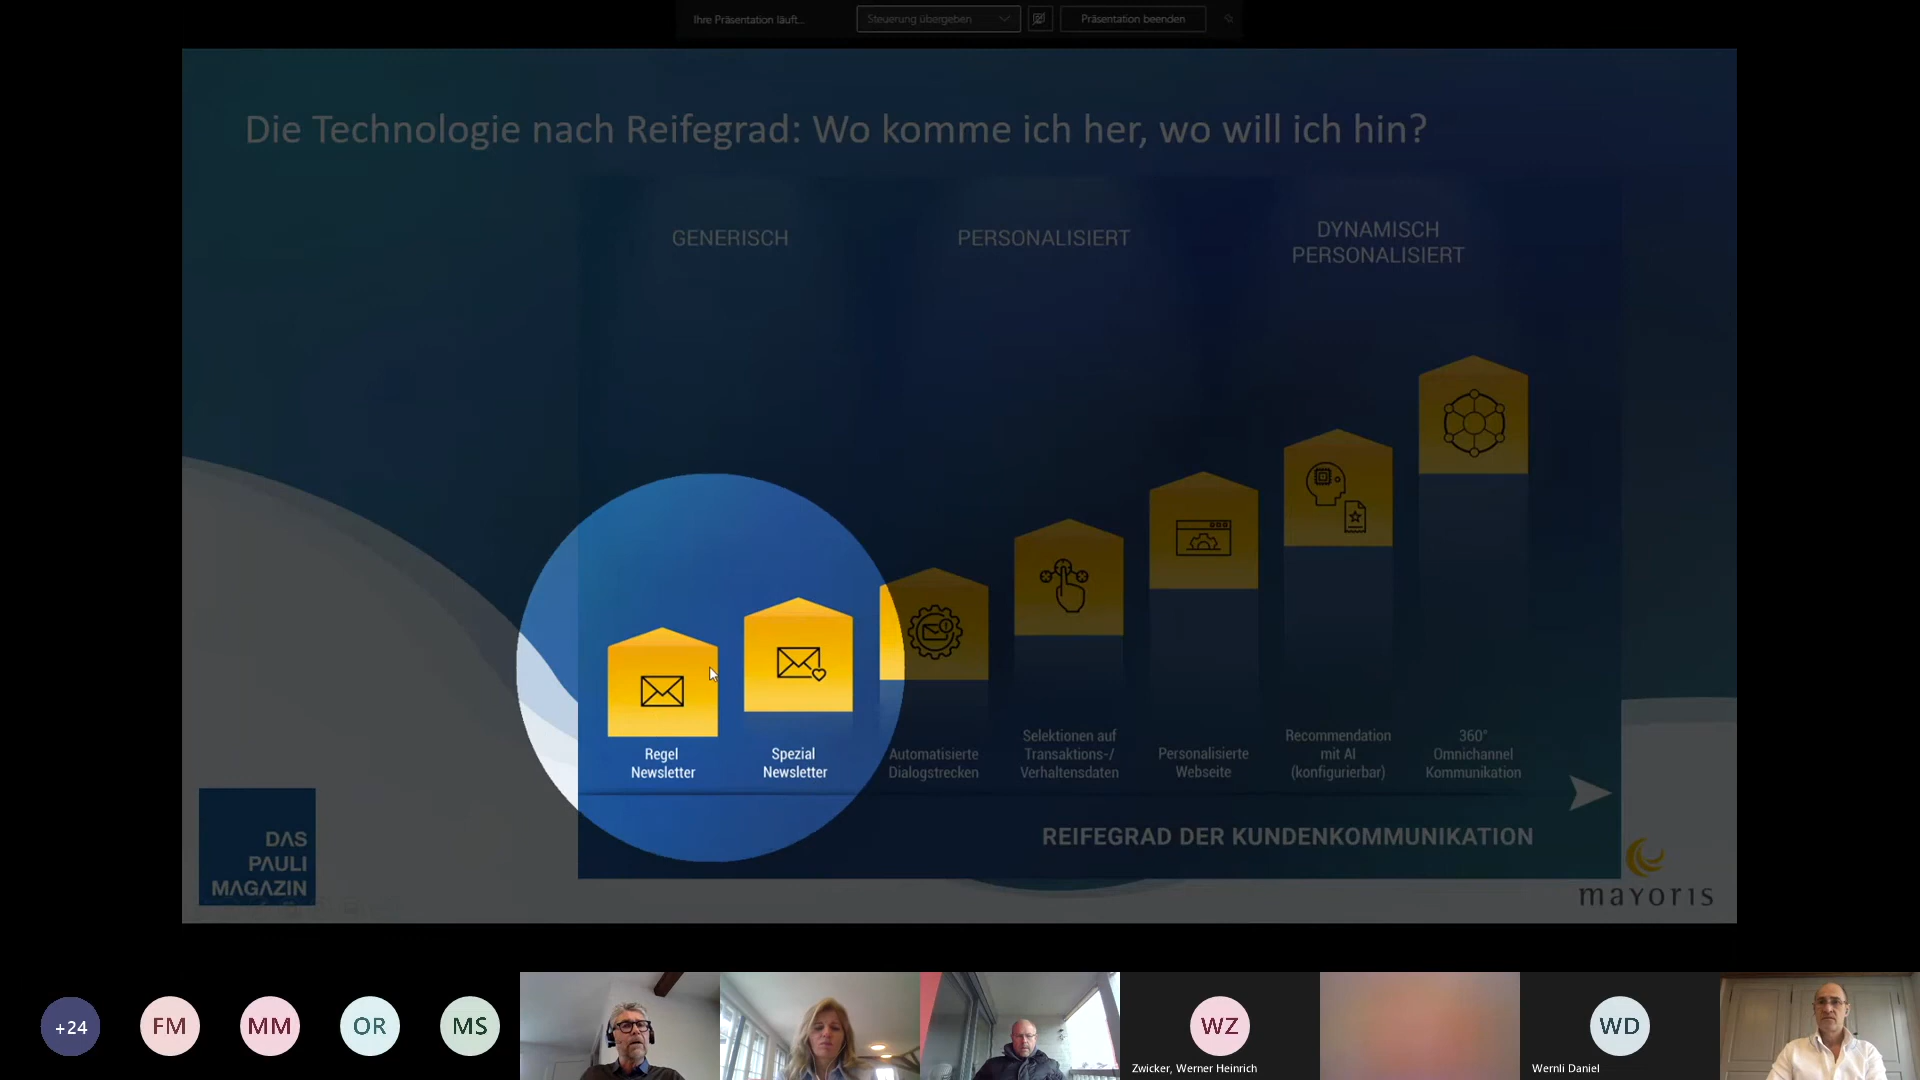 Ihre Präsentation läuft...
Steuerung übergeben
Präsentation beenden
Die Technologie nach Reifegrad: Wo komme ich her, wo will ich hin?
GENERISCH
PERSONALISIERT
DYNAMISCH
PERSONALISIERT
Regel
Newsletter
Spezial
Newsletter
Automatisierte
Dialogstrecken
Selektionen auf
Transaktions-/
Verhaltensdaten
Personalisierte
Webseite
Recommendation
mit AI
(konfigurierbar)
360°
Omnichannel
Kommunikation
REIFEGRAD DER KUNDENKOMMUNIKATION
DAS
PAULI
MAGAZIN
mayoris
+24
FM
MM
OR
MS
WZ
Zwicker, Werner Heinrich
WD
Wernli Daniel